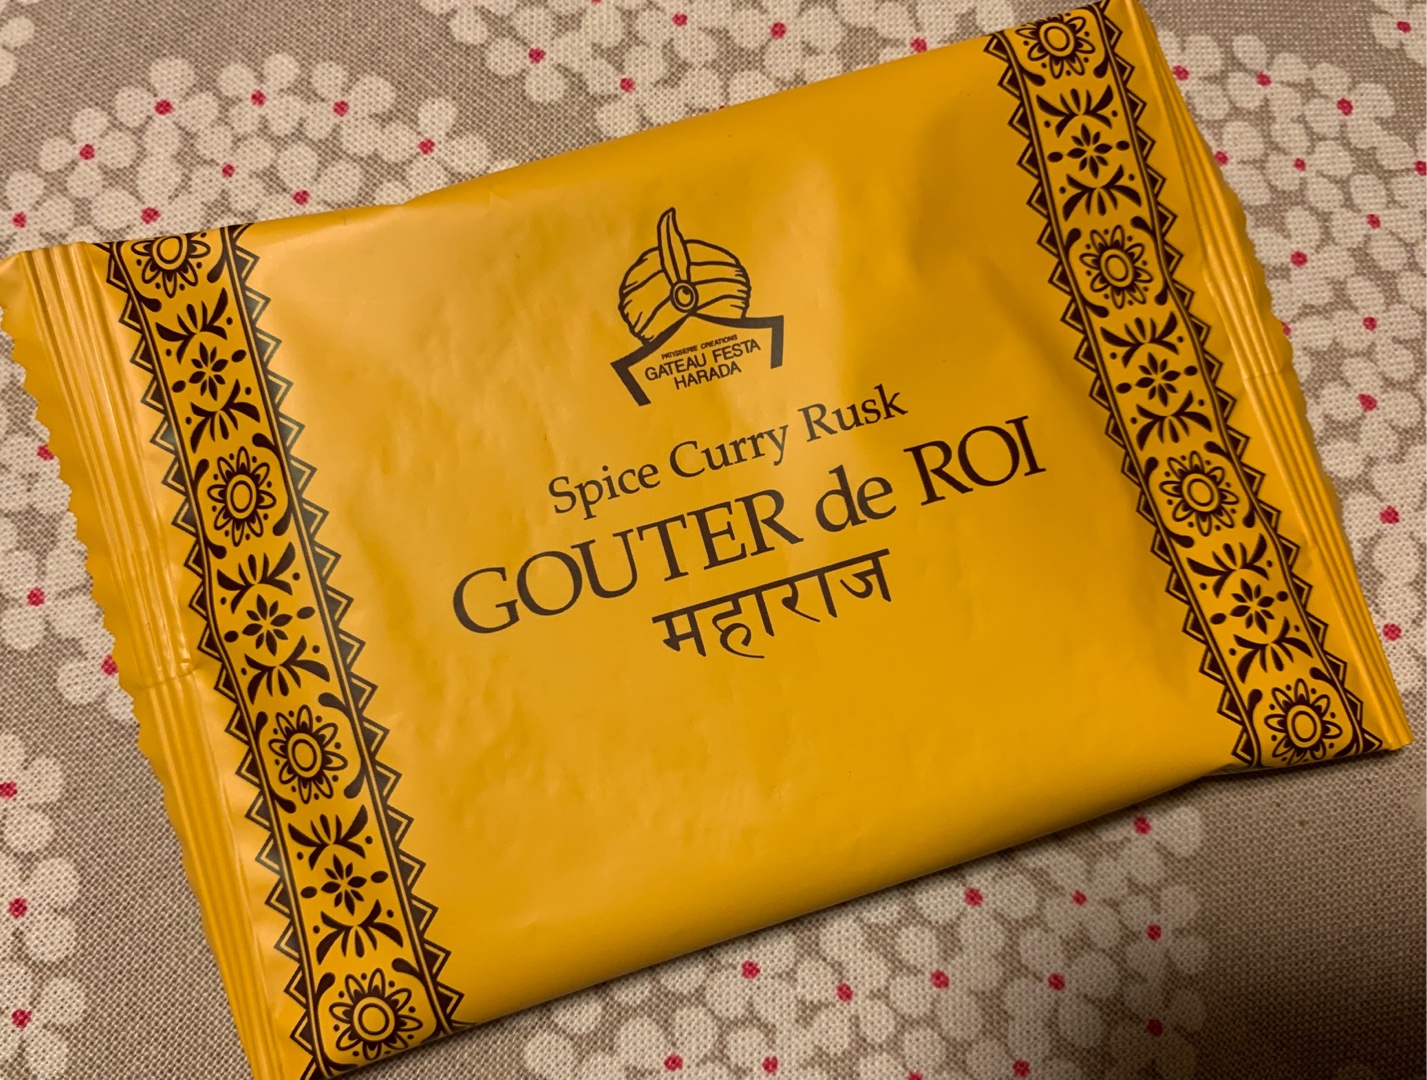 PATISSERIE CREATIONS
GATEAU FESTA
HARADA
Spice Curry Rusk
GOUTER de ROI
महाराज